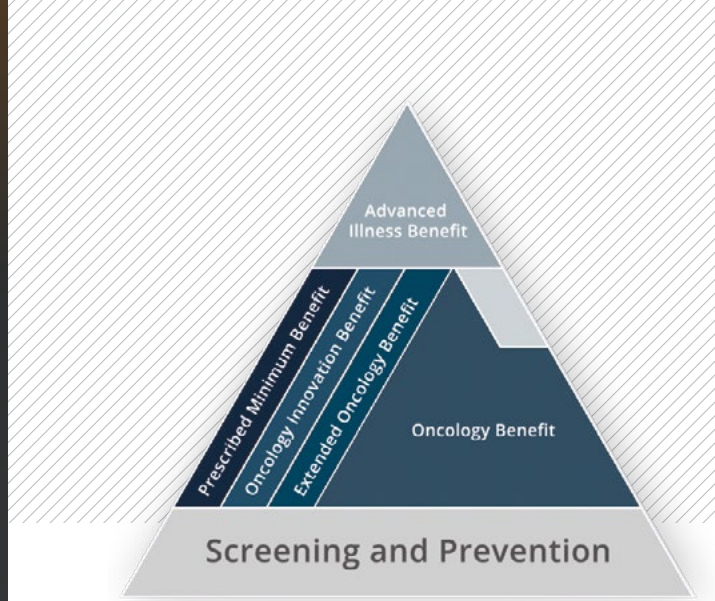 Advanced
Illness Benefit
Prescribed Minimum Benefit
Oncology Innovation Benefit
Extended Oncology Benefit
Oncology Benefit
Screening and Prevention